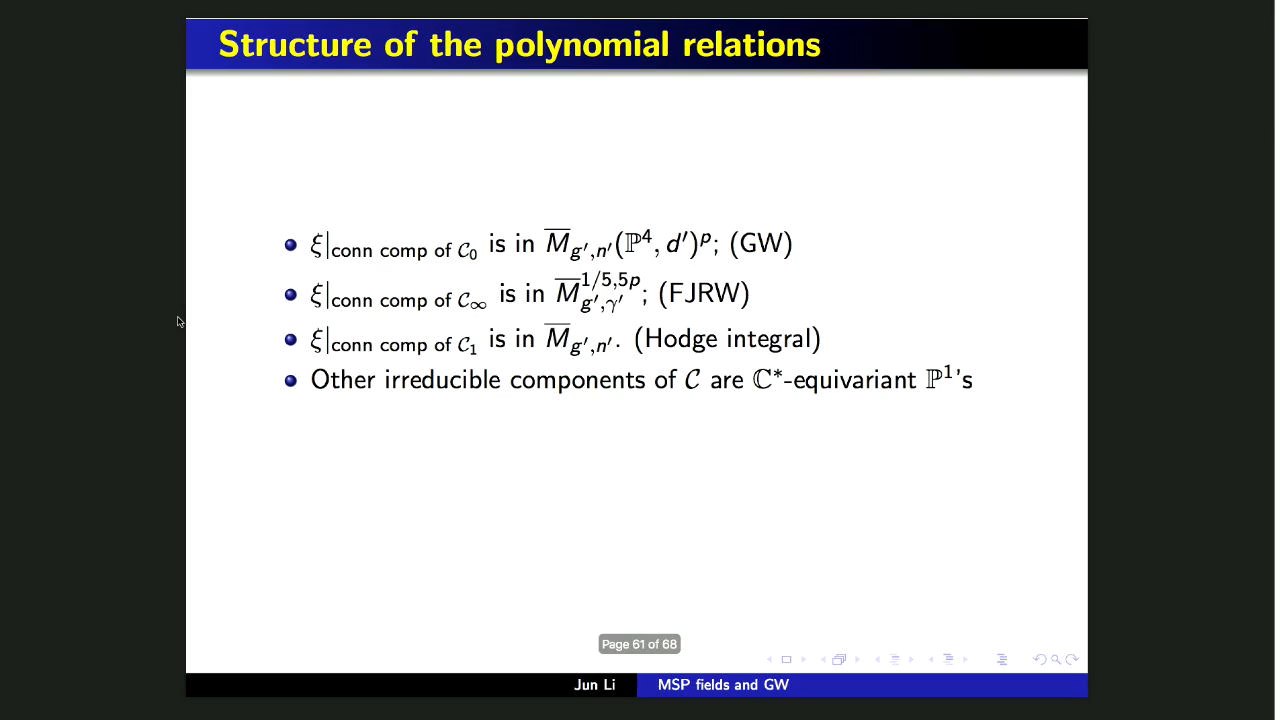 Structure of the polynomial relations
ξ|conn comp of 𝒞₀ is in M̅g′,n′(ℙ⁴, d′)ᵖ; (GW)
ξ|conn comp of 𝒞∞ is in M̅g′,γ′^1/5,5p; (FJRW)
ξ|conn comp of 𝒞₁ is in M̅g′,n′. (Hodge integral)
Other irreducible components of 𝒞 are ℂ*-equivariant ℙ¹'s
Page 61 of 68
Jun Li MSP fields and GW